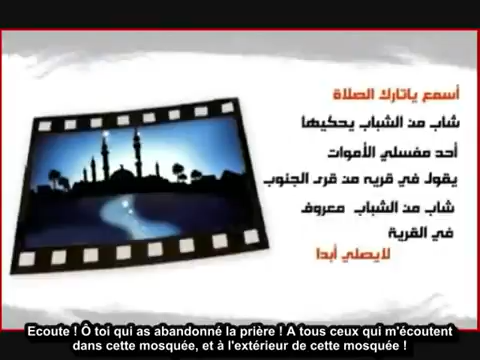 أسمع ياتارك الصلاة
شاب من الشباب يحكيها
أحد مغسلي الأموات
يقول في قريه من قرى الجنوب
شاب من الشباب معروف
في القرية
لايصلي أبدا
Ecoute ! Ô toi qui as abandonné la prière ! A tous ceux qui m'écoutent
dans cette mosquée, et à l'extérieur de cette mosquée !